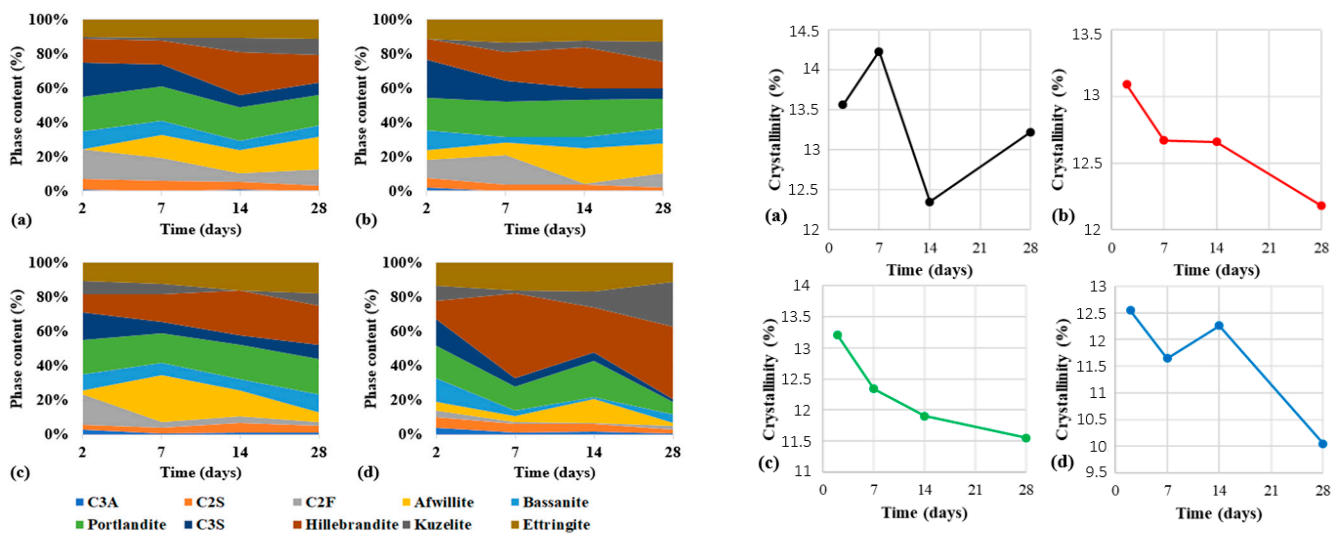 100%
80%
60%
40%
20%
0%
Phase content (%)
2 7 14 28
Time (days)
(a)
100%
80%
60%
40%
20%
0%
Phase content (%)
2 7 14 28
Time (days)
(b)
100%
80%
60%
40%
20%
0%
Phase content (%)
2 7 14 28
Time (days)
(c)
100%
80%
60%
40%
20%
0%
Phase content (%)
2 7 14 28
Time (days)
(d)
C3A C2S C2F Afwillite Bassanite
Portlandite C3S Hillebrandite Kuzelite Ettringite
14.5
14
13.5
13
12.5
12
Crystallinity (%)
0 7 14 21 28
Time (days)
(a)
13.5
13
12.5
12
Crystallinity (%)
0 7 14 21 28
Time (days)
(b)
14
13.5
13
12.5
12
11.5
11
Crystallinity (%)
0 7 14 21 28
Time (days)
(c)
13
12.5
12
11.5
11
10.5
10
9.5
Crystallinity (%)
0 7 14 21 28
Time (days)
(d)